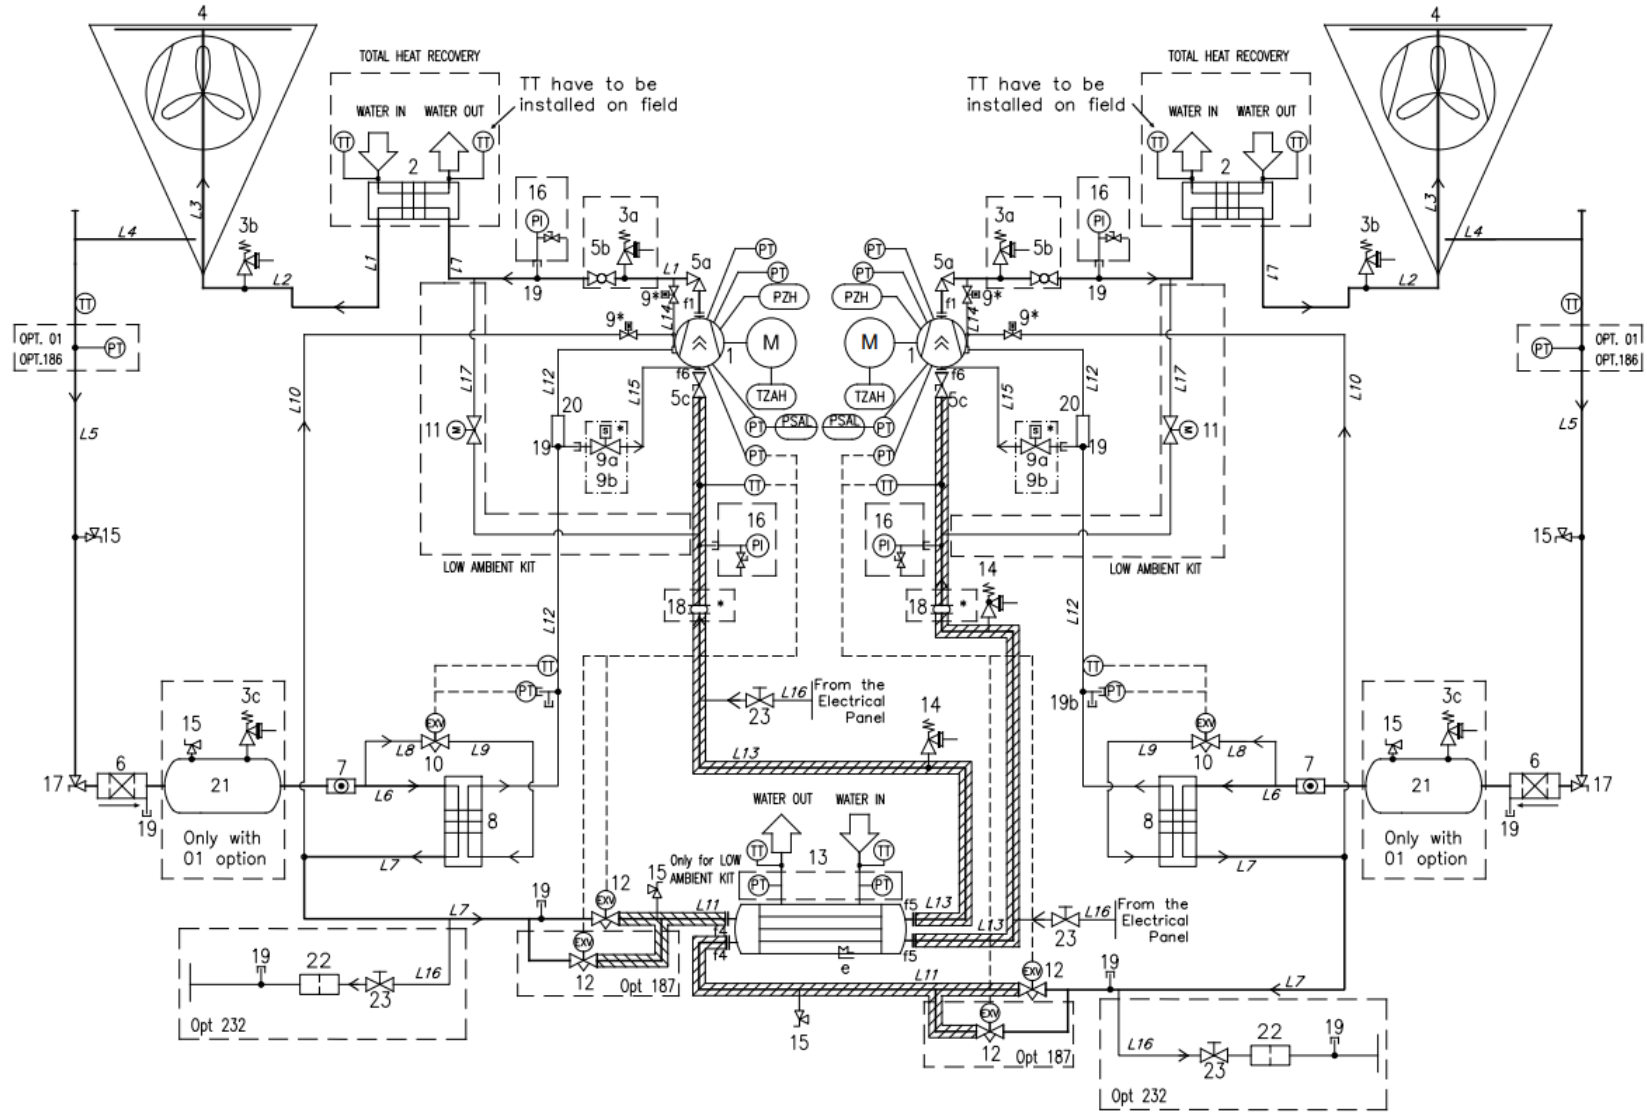 4
4
TOTAL HEAT RECOVERY
TOTAL HEAT RECOVERY
TT have to be
installed on field
TT have to be
installed on field
WATER IN
WATER OUT
WATER IN
WATER OUT
TT
TT
TT
TT
2
2
16
PI
16
PI
3a
5b
3a
5b
3b
3b
L3
L3
L4
L4
L1
L1
L2
L2
L1
L1
L1
19
19
5a
5a
PT
PT
PZH
PT
PT
PZH
9*
9*
f1
f1
L14
L14
9*
9*
1
M
M
1
TT
TT
OPT. 01
OPT.186
PT
PT
OPT. 01
OPT.186
f6
f6
5c
5c
TZAH
TZAH
L17
L17
L12
L15
L15
L12
L10
L10
L5
L5
20
20
S
*
S
*
19
9a
9b
9a
9b
19
M
11
M
11
PT
PSAL
PSAL
PT
PT
PT
TT
TT
16
PI
16
PI
15
15
LOW AMBIENT KIT
LOW AMBIENT KIT
14
18
*
18
*
L12
L12
TT
TT
PT
PT
19b
L16
From the
Electrical
Panel
23
3c
15
3c
15
EXV
EXV
14
L8
L9
10
L9
L8
10
L13
17
6
21
7
L6
8
8
L6
7
21
6
17
19
19
Only with
01 option
Only with
01 option
L7
L7
WATER OUT
WATER IN
TT
TT
13
PT
PT
Only for LOW
AMBIENT KIT
15
12
EXV
19
L11
L7
f5
L13
f4
f4
f5
L13
e
L16
From the
Electrical
Panel
23
EXV
12
Opt 187
EXV
12
19
L7
L11
15
EXV
12
Opt 187
19
22
L16
23
Opt 232
L16
23
22
19
Opt 232